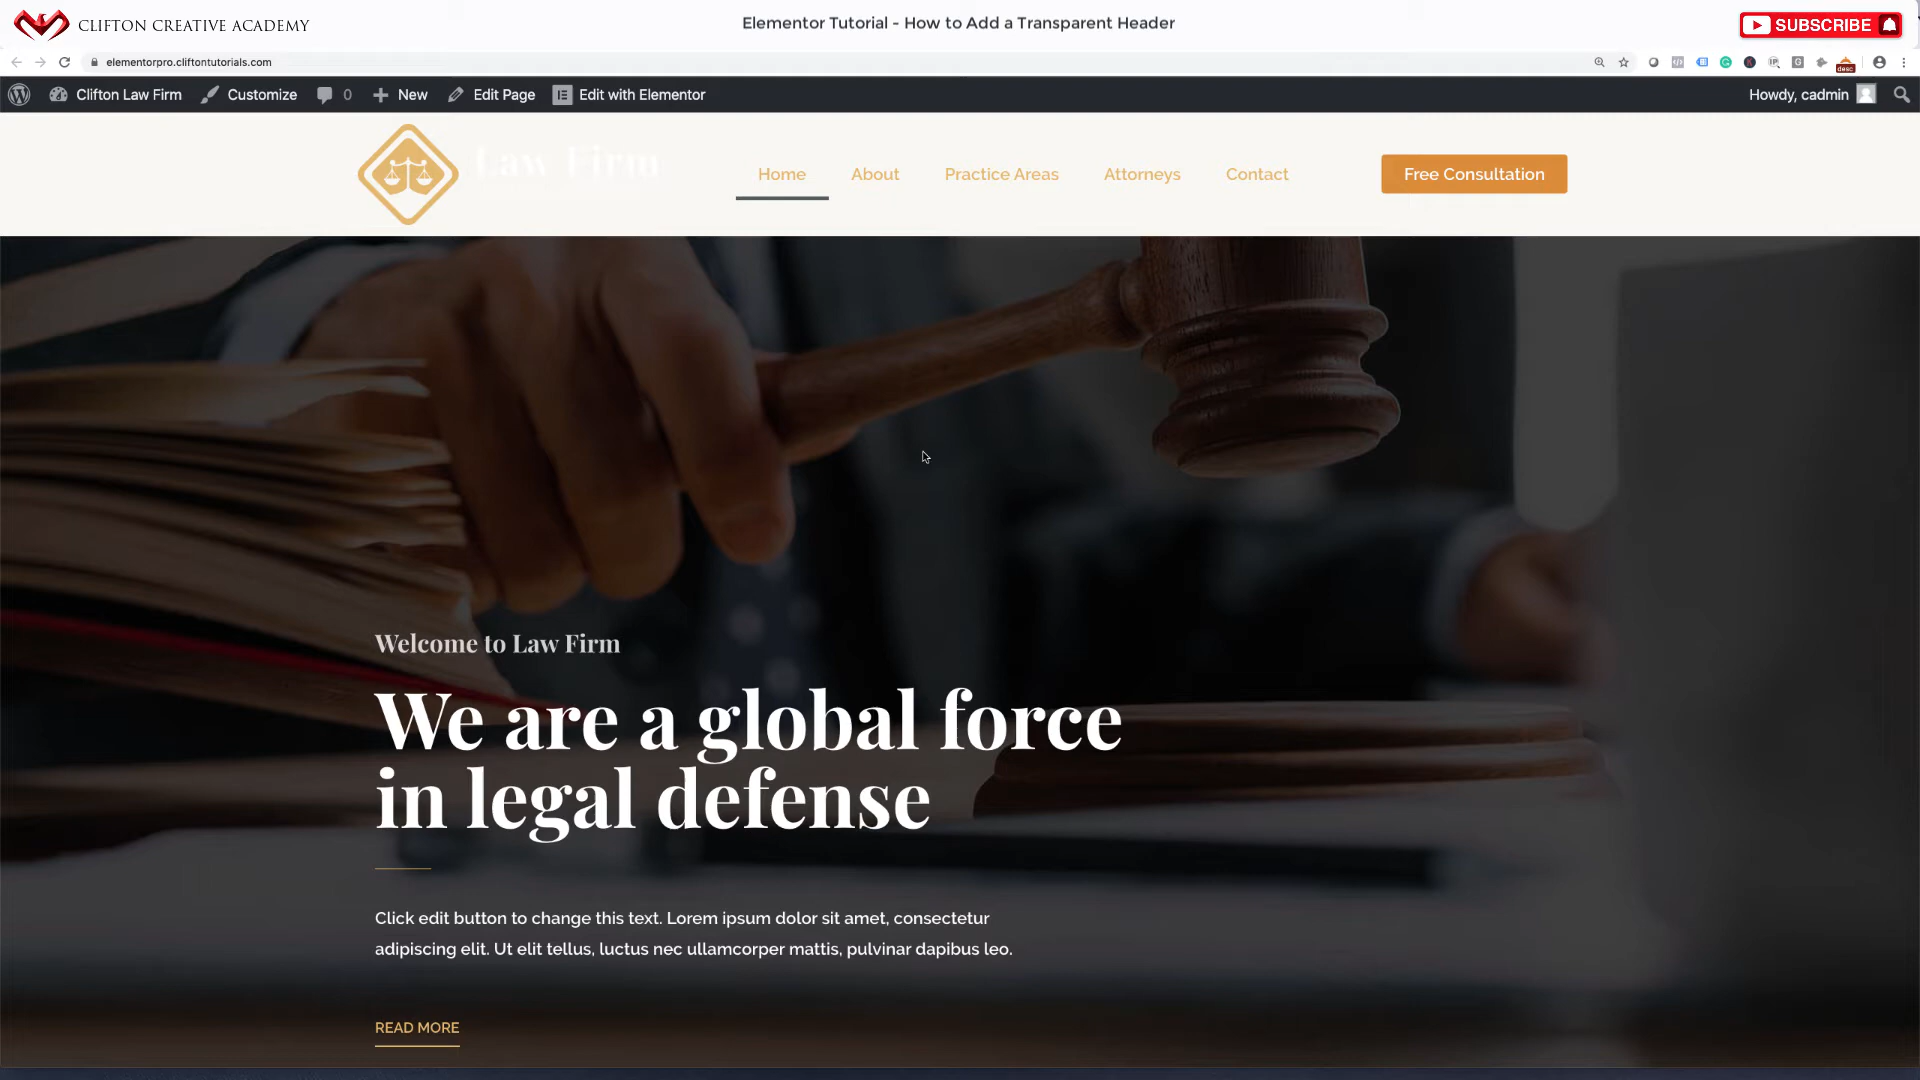 CLIFTON CREATIVE ACADEMY
Elementor Tutorial - How to Add a Transparent Header
SUBSCRIBE
elementorpro.cliftontutorials.com
Clifton Law Firm
Customize
0
New
Edit Page
Edit with Elementor
Howdy, cadmin
Law Firm
Home
About
Practice Areas
Attorneys
Contact
Free Consultation
Welcome to Law Firm
We are a global force
in legal defense
Click edit button to change this text. Lorem ipsum dolor sit amet, consectetur
adipiscing elit. Ut elit tellus, luctus nec ullamcorper mattis, pulvinar dapibus leo.
READ MORE